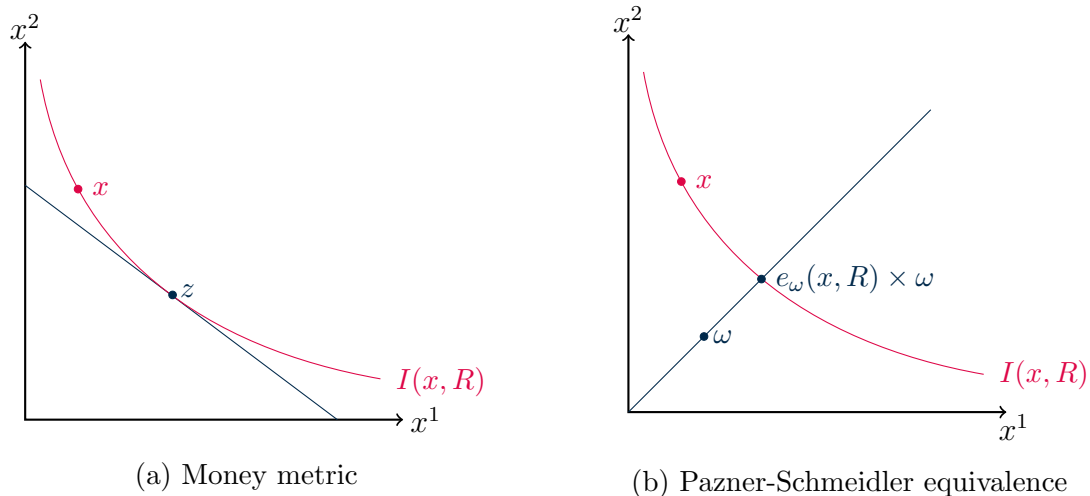 x²
x
z
I(x, R)
x¹
(a) Money metric
x²
x
e_ω(x, R) × ω
ω
I(x, R)
x¹
(b) Pazner-Schmeidler equivalence